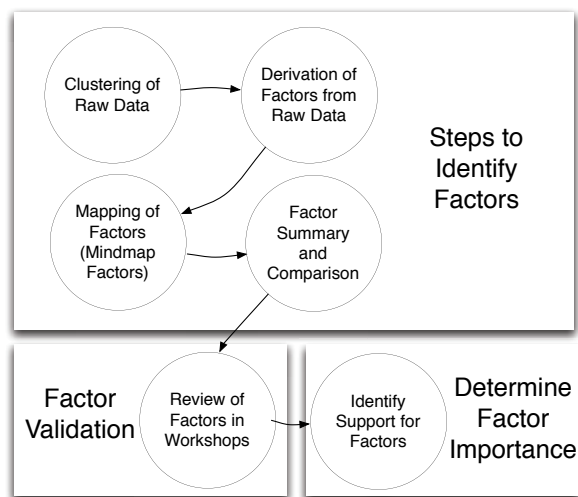 Clustering of
Raw Data
Derivation of
Factors from
Raw Data
Steps to
Identify
Factors
Mapping of
Factors
(Mindmap
Factors)
Factor
Summary
and
Comparison
Factor
Validation
Review of
Factors in
Workshops
Identify
Support for
Factors
Determine
Factor
Importance